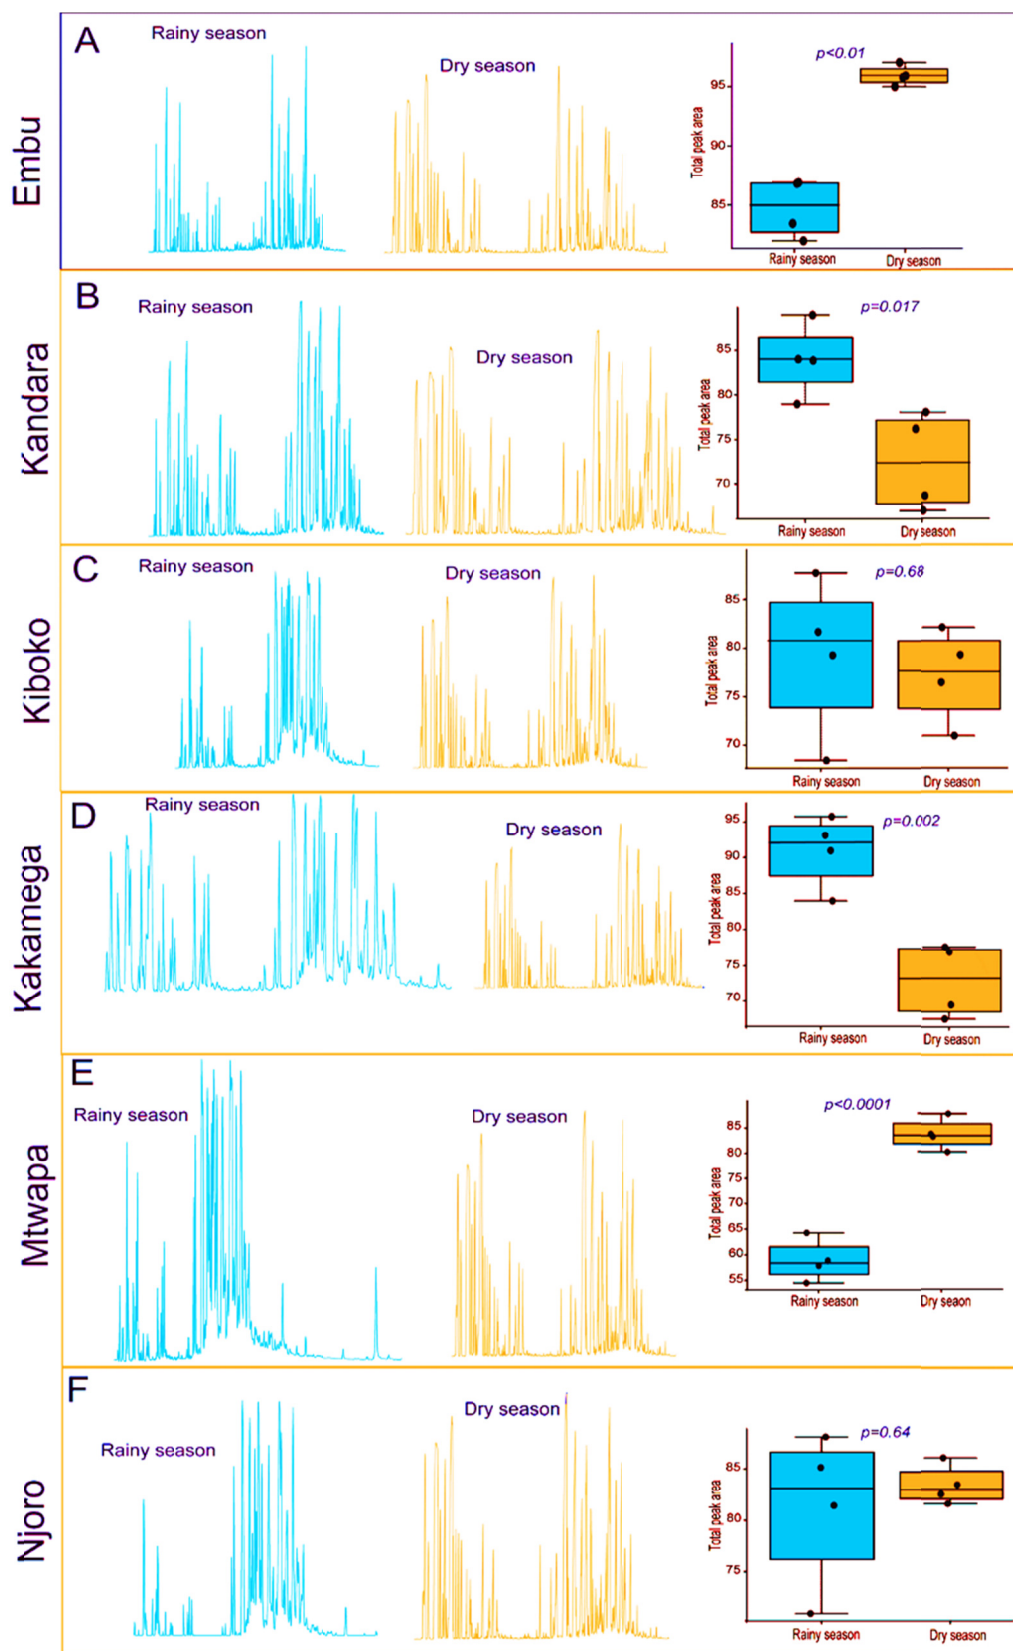 Embu
A
Rainy season
Dry season
p<0.01
Total peak area
95
90
85
Rainy season
Dry season
Kandara
B
Rainy season
Dry season
p=0.017
Total peak area
85
80
75
70
Rainy season
Dry season
Kiboko
C
Rainy season
Dry season
p=0.68
Total peak area
85
80
75
70
Rainy season
Dry season
Kakamega
D
Rainy season
Dry season
p=0.002
Total peak area
95
90
85
80
75
70
Rainy season
Dry season
Mtwapa
E
Rainy season
Dry season
p<0.0001
Total peak area
85
80
75
70
65
60
55
Rainy season
Dry seaon
Njoro
F
Rainy season
Dry season
p=0.64
Total peak area
85
80
75
Rainy season
Dry season